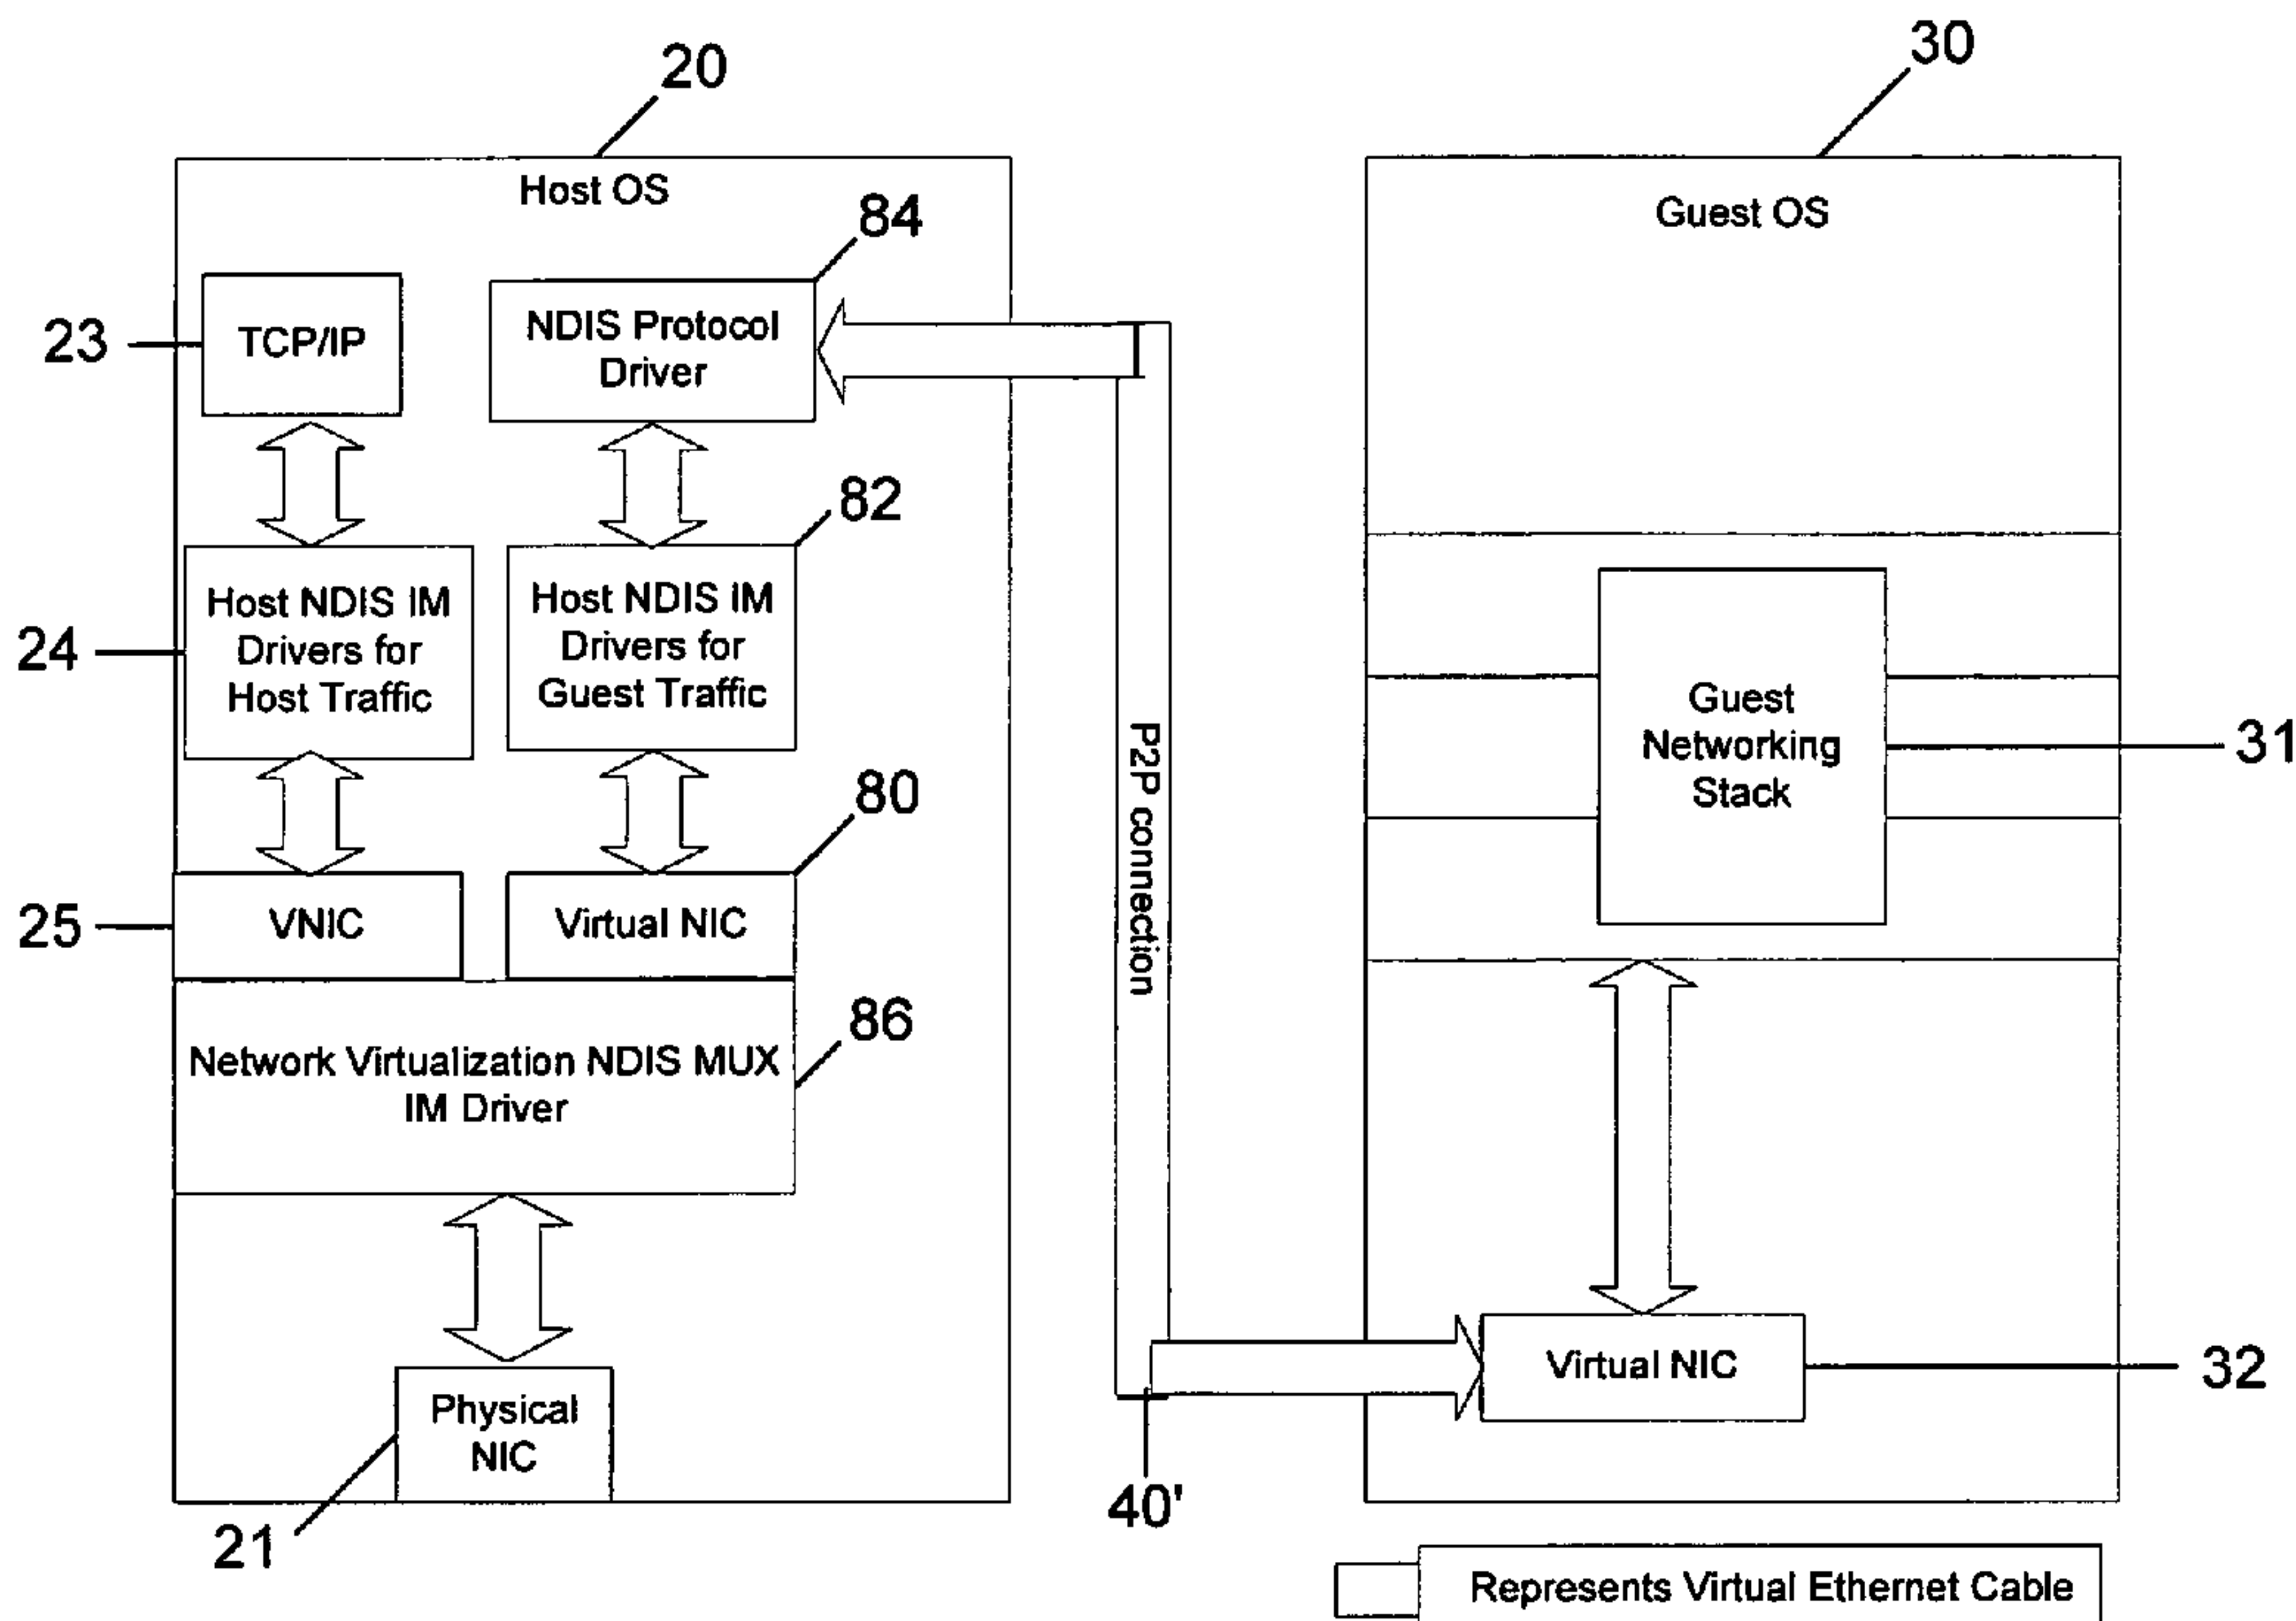 20
30
Host OS
Guest OS
84
23
TCP/IP
NDIS Protocol
Driver
82
24
Host NDIS IM
Drivers for
Host Traffic
Host NDIS IM
Drivers for
Guest Traffic
P2P connection
Guest
Networking
Stack
31
80
25
VNIC
Virtual NIC
86
Network Virtualization NDIS MUX
IM Driver
Virtual NIC
32
Physical
NIC
21
40'
Represents Virtual Ethernet Cable